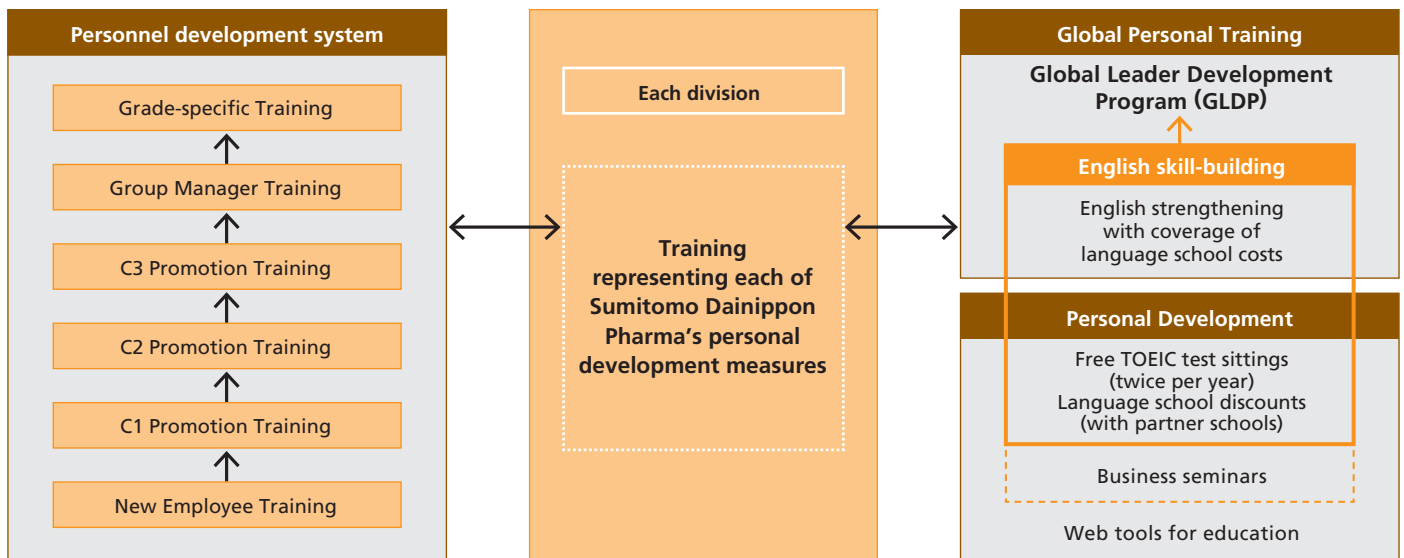 Personnel development system
Grade-specific Training
Group Manager Training
C3 Promotion Training
C2 Promotion Training
C1 Promotion Training
New Employee Training
Each division
Training
representing each of
Sumitomo Dainippon
Pharma’s personal
development measures
Global Personal Training
Global Leader Development
Program (GLDP)
English skill-building
English strengthening
with coverage of
language school costs
Personal Development
Free TOEIC test sittings
(twice per year)
Language school discounts
(with partner schools)
Business seminars
Web tools for education